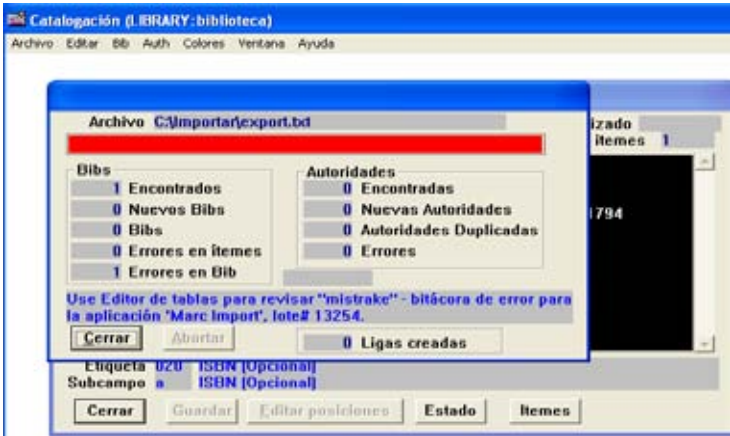 Catalogación (LIBRARY:biblioteca)
Archivo Editar Bib Auth Colores Ventana Ayuda
Archivo C:\Importar\export.txt
izado
itemes 1
Bibs
1 Encontrados
0 Nuevos Bibs
0 Bibs
0 Errores en ítemes
1 Errores en Bib
Autoridades
0 Encontradas
0 Nuevas Autoridades
0 Autoridades Duplicadas
0 Errores
1794
Use Editor de tablas para revisar "mistrake" - bitácora de error para
la aplicación 'Marc Import', lote# 13254.
Cerrar Abortar 0 Ligas creadas
Etiqueta 020 ISBN [Opcional]
Subcampo a ISBN [Opcional]
Cerrar Guardar Editar posiciones Estado Itemes